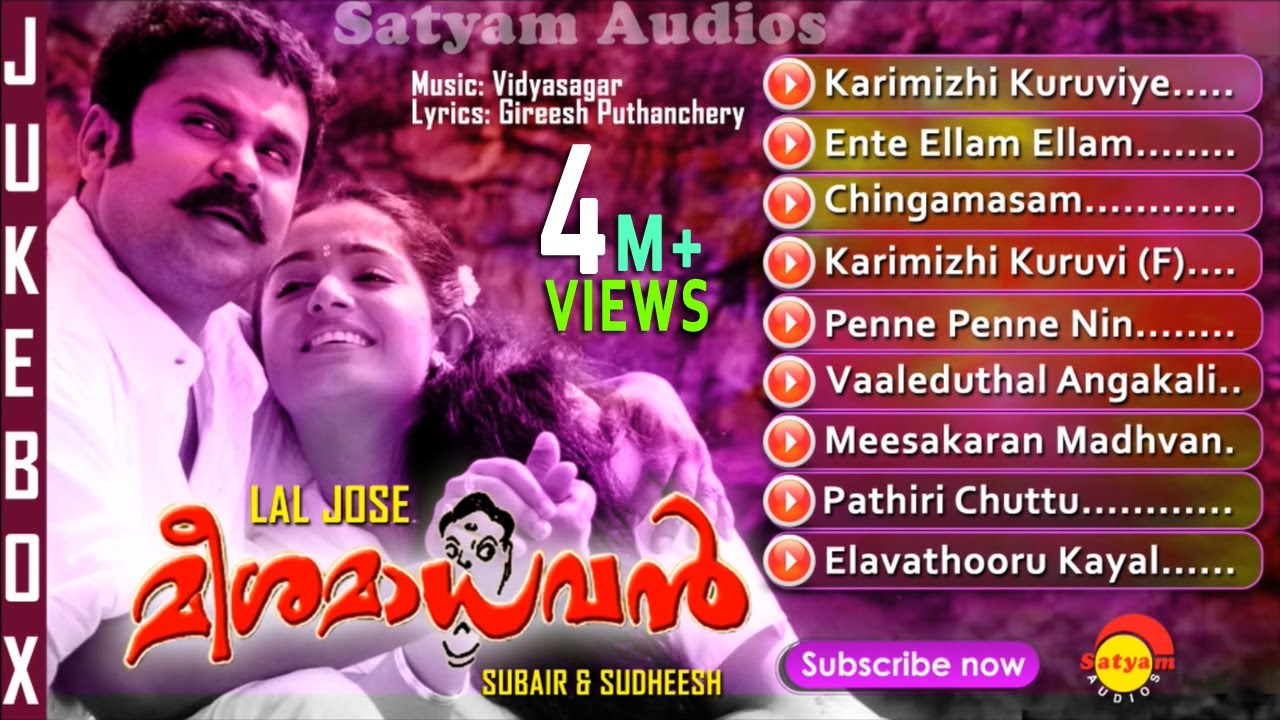 JUKEBOX
Satyam Audios
Music: Vidyasagar
Lyrics: Gireesh Puthanchery
4M+
VIEWS
LAL JOSE
മീശമാധവൻ
SUBAIR & SUDHEESH
Karimizhi Kuruviye.....
Ente Ellam Ellam........
Chingamasam............
Karimizhi Kuruvi (F)....
Penne Penne Nin........
Vaaleduthal Angakali..
Meesakaran Madhvan.
Pathiri Chuttu............
Elavathooru Kayal......
Subscribe now
Satyam
AUDIOS